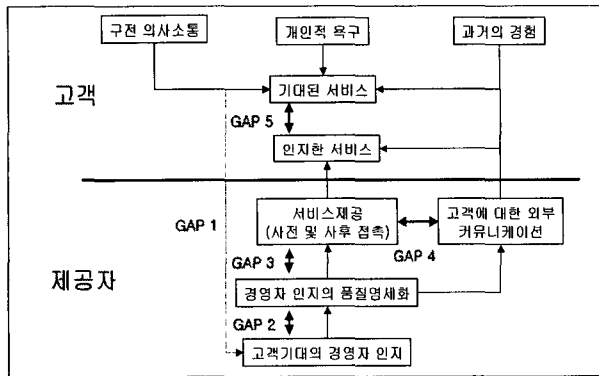 구전 의사소통
개인적 욕구
과거의 경험
고객
기대된 서비스
GAP 5
인지한 서비스
GAP 1
서비스제공
(사전 및 사후 접촉)
고객에 대한 외부
커뮤니케이션
GAP 4
제공자
GAP 3
경영자 인지의 품질명세화
GAP 2
고객기대의 경영자 인지